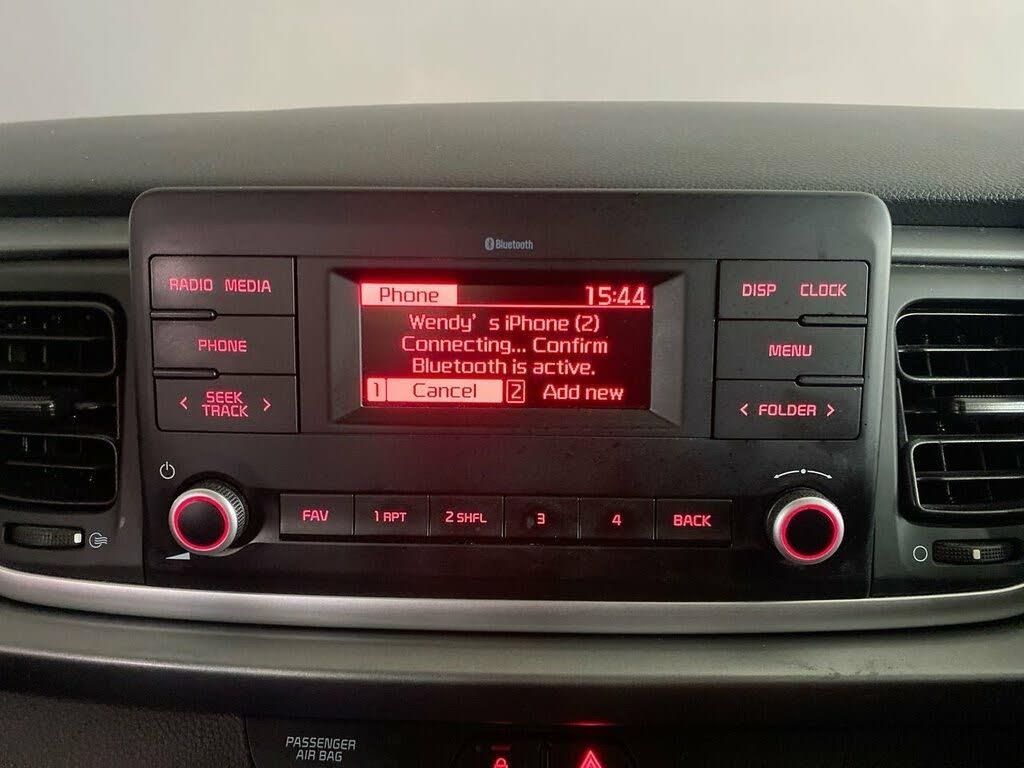 Bluetooth
RADIO MEDIA
PHONE
< SEEK TRACK >
Phone 15:44
Wendy's iPhone (2)
Connecting... Confirm
Bluetooth is active.
1 Cancel 2 Add new
DISP CLOCK
MENU
< FOLDER >
FAV 1 RPT 2 SHFL 3 4 BACK
PASSENGER
AIR BAG